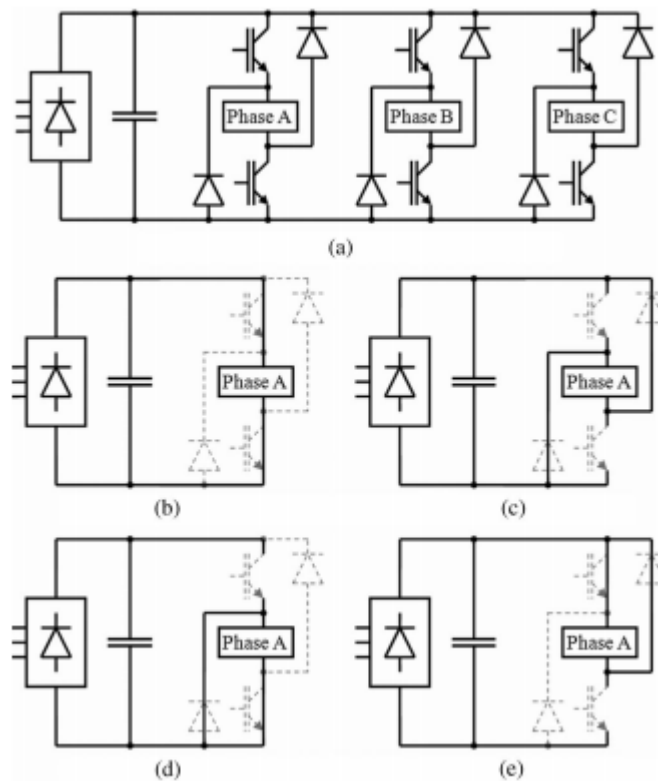 Phase A Phase B Phase C
(a)
Phase A Phase A
(b) (c)
Phase A Phase A
(d) (e)